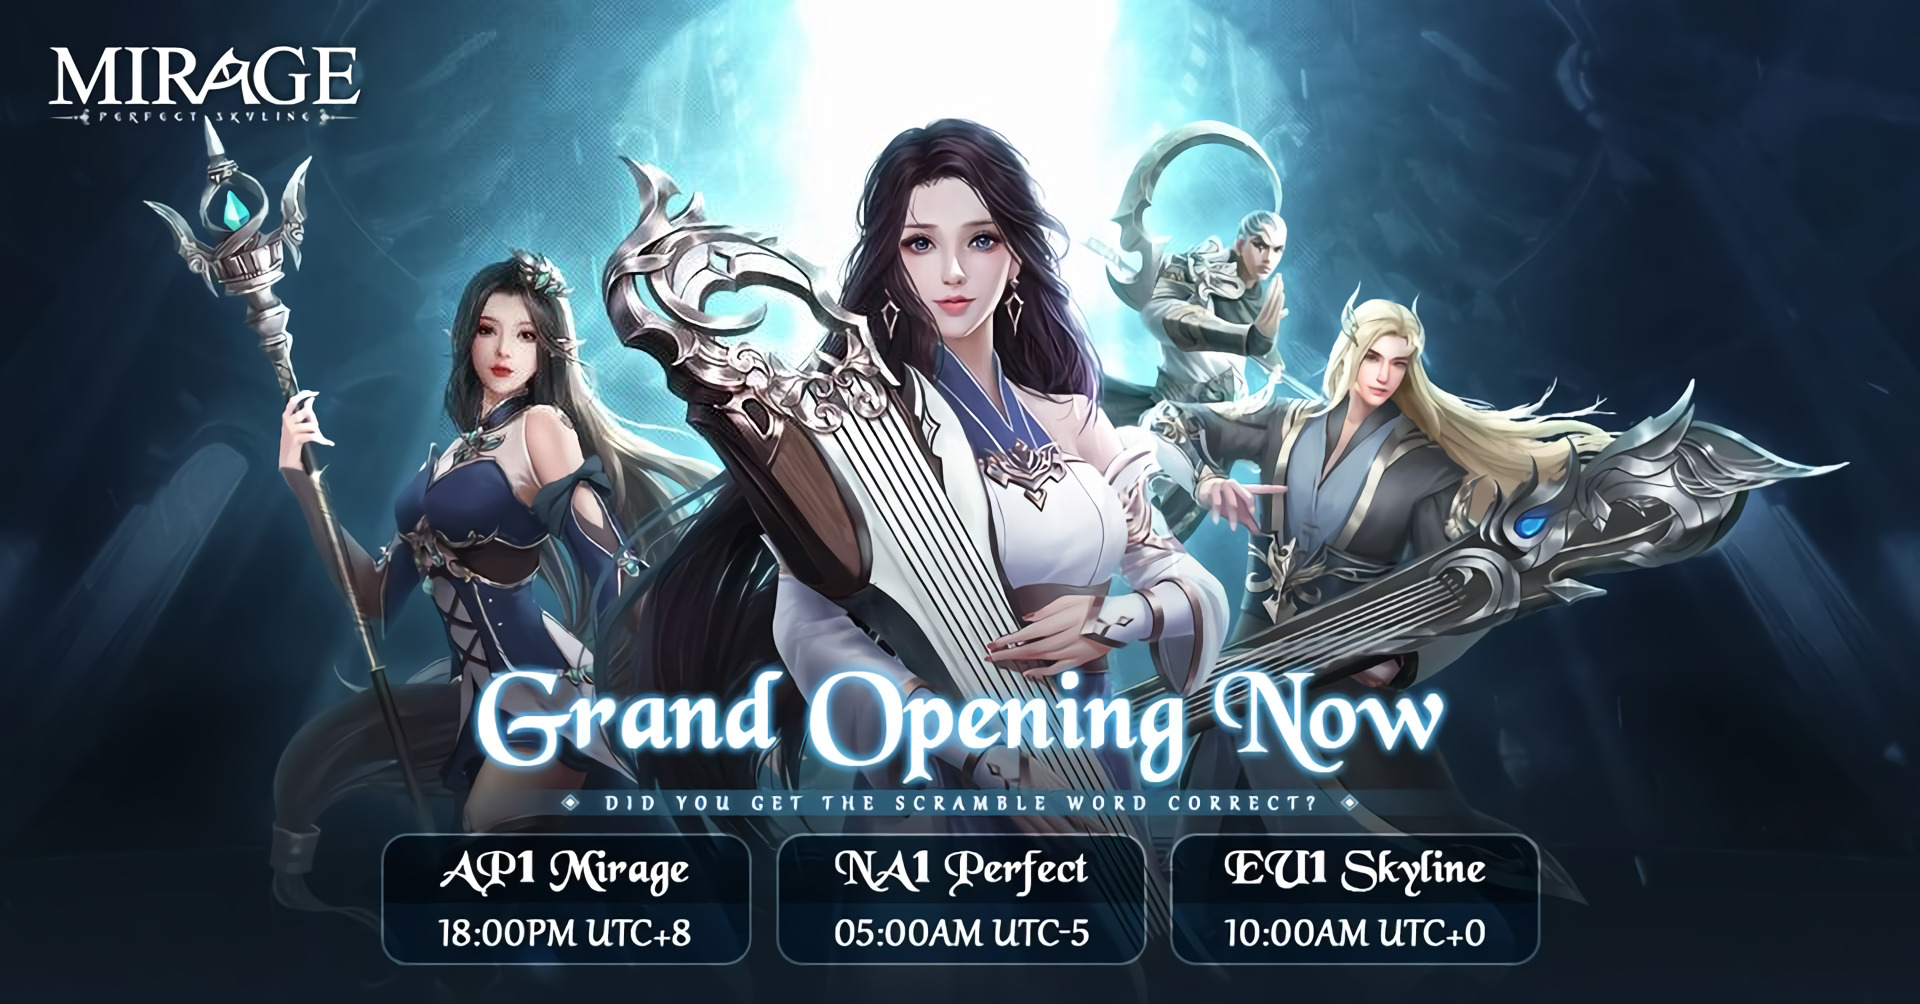 MIRAGE
PERFECT SKYLINE
Grand Opening Now
DID YOU GET THE SCRAMBLE WORD CORRECT?
AP1 Mirage
18:00PM UTC+8
NA1 Perfect
05:00AM UTC-5
EU1 Skyline
10:00AM UTC+0